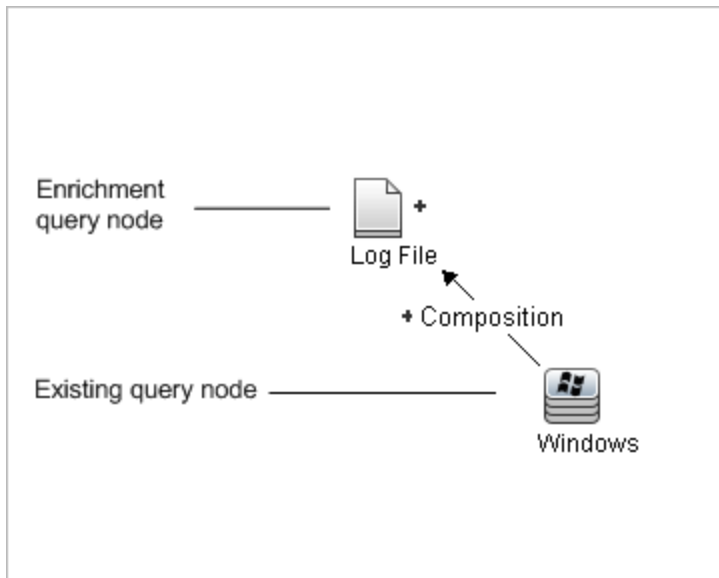 Enrichment
query node
Log File
Composition
Existing query node
Windows